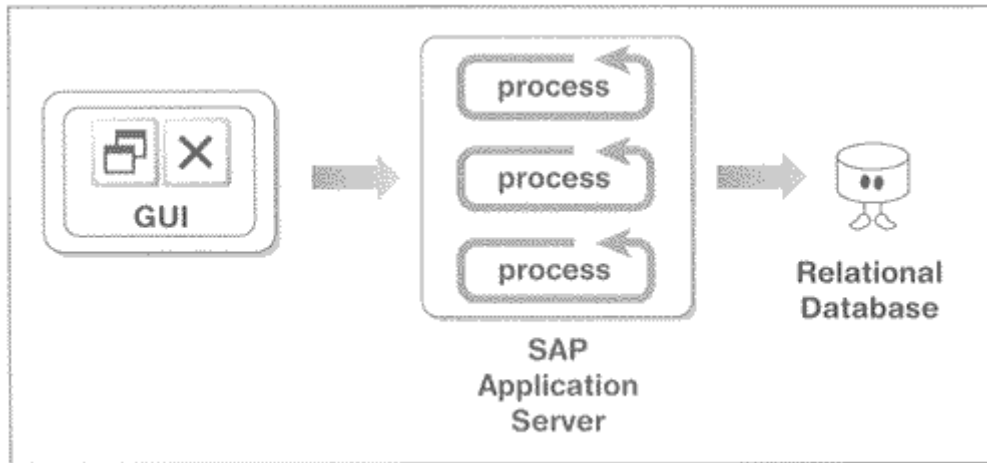 GUI
process
process
process
SAP
Application
Server
Relational
Database